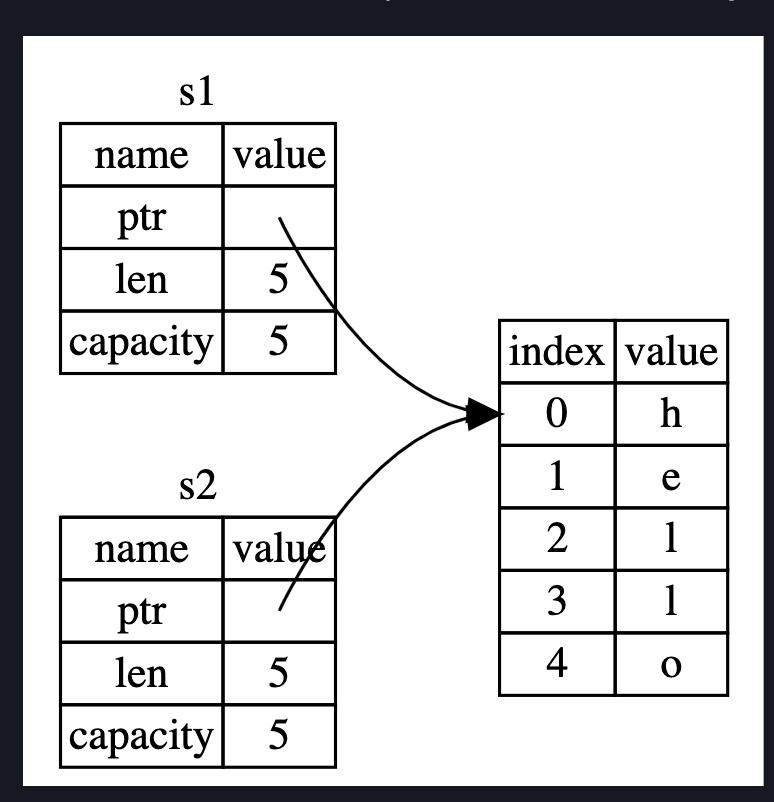 s1
name value
ptr
len 5
capacity 5
s2
name value
ptr
len 5
capacity 5
index value
0 h
1 e
2 l
3 l
4 o